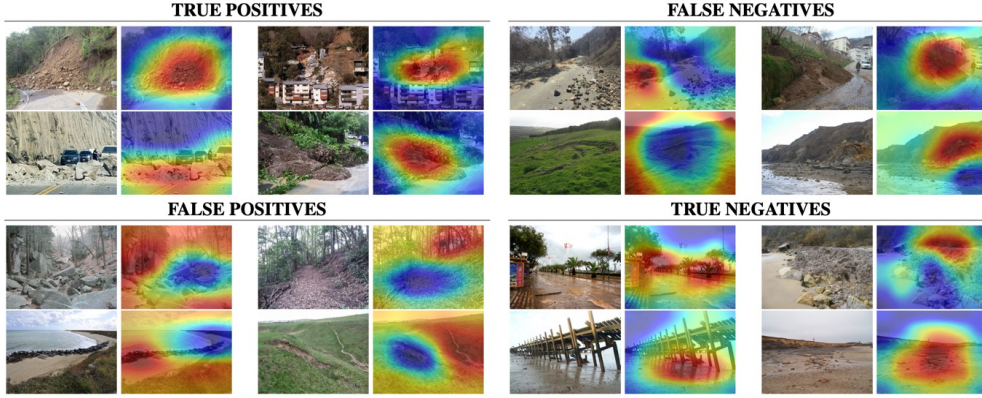 TRUE POSITIVES
FALSE NEGATIVES
FALSE POSITIVES
TRUE NEGATIVES